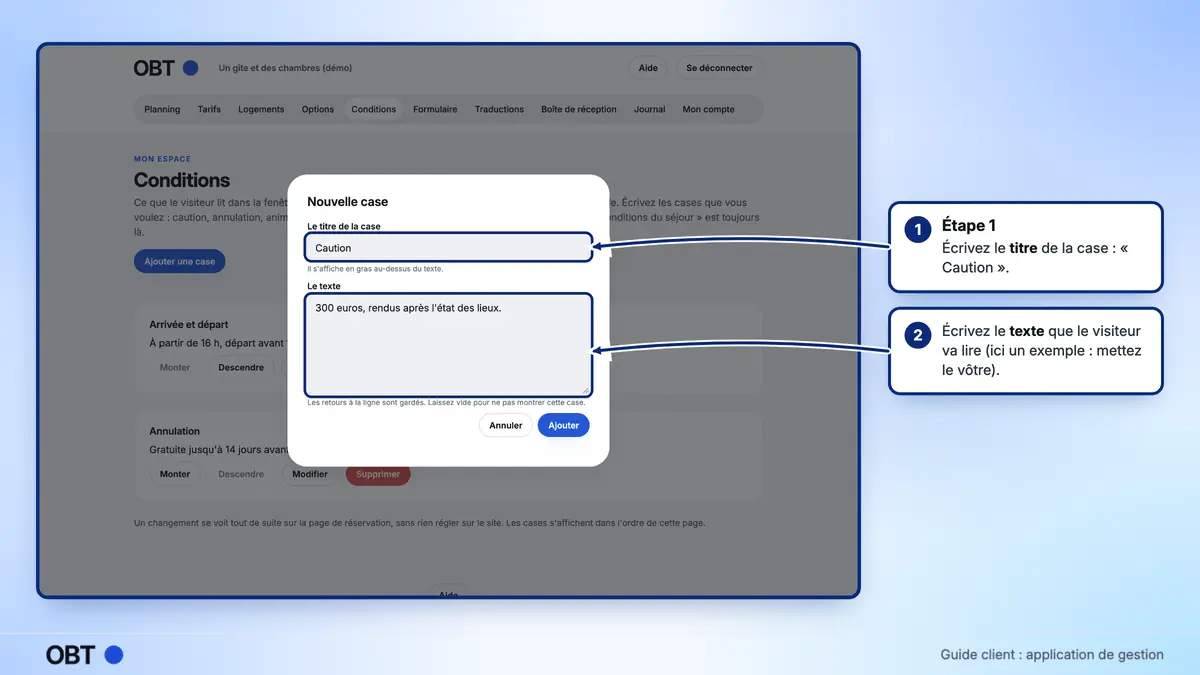 OBT
Un gîte et des chambres (démo)
Aide
Se déconnecter
Planning
Tarifs
Logements
Options
Conditions
Formulaire
Traductions
Boîte de réception
Journal
Mon compte
MON ESPACE
Conditions
Ce que le visiteur lit dans la fenêt
e. Écrivez les cases que vous
voulez : caution, annulation, anim
onditions du séjour » est toujours
là.
Ajouter une case
Arrivée et départ
À partir de 16 h, départ avant
Monter
Descendre
Annulation
Gratuite jusqu'à 14 jours avant
Monter
Descendre
Modifier
Supprimer
Un changement se voit tout de suite sur la page de réservation, sans rien régler sur le site. Les cases s'affichent dans l'ordre de cette page.
Aide
Nouvelle case
Le titre de la case
Caution
Il s'affiche en gras au-dessus du texte.
Le texte
300 euros, rendus après l'état des lieux.
Les retours à la ligne sont gardés. Laissez vide pour ne pas montrer cette case.
Annuler
Ajouter
1
Étape 1
Écrivez le titre de la case : «
Caution ».
2
Écrivez le texte que le visiteur
va lire (ici un exemple : mettez
le vôtre).
OBT
Guide client : application de gestion